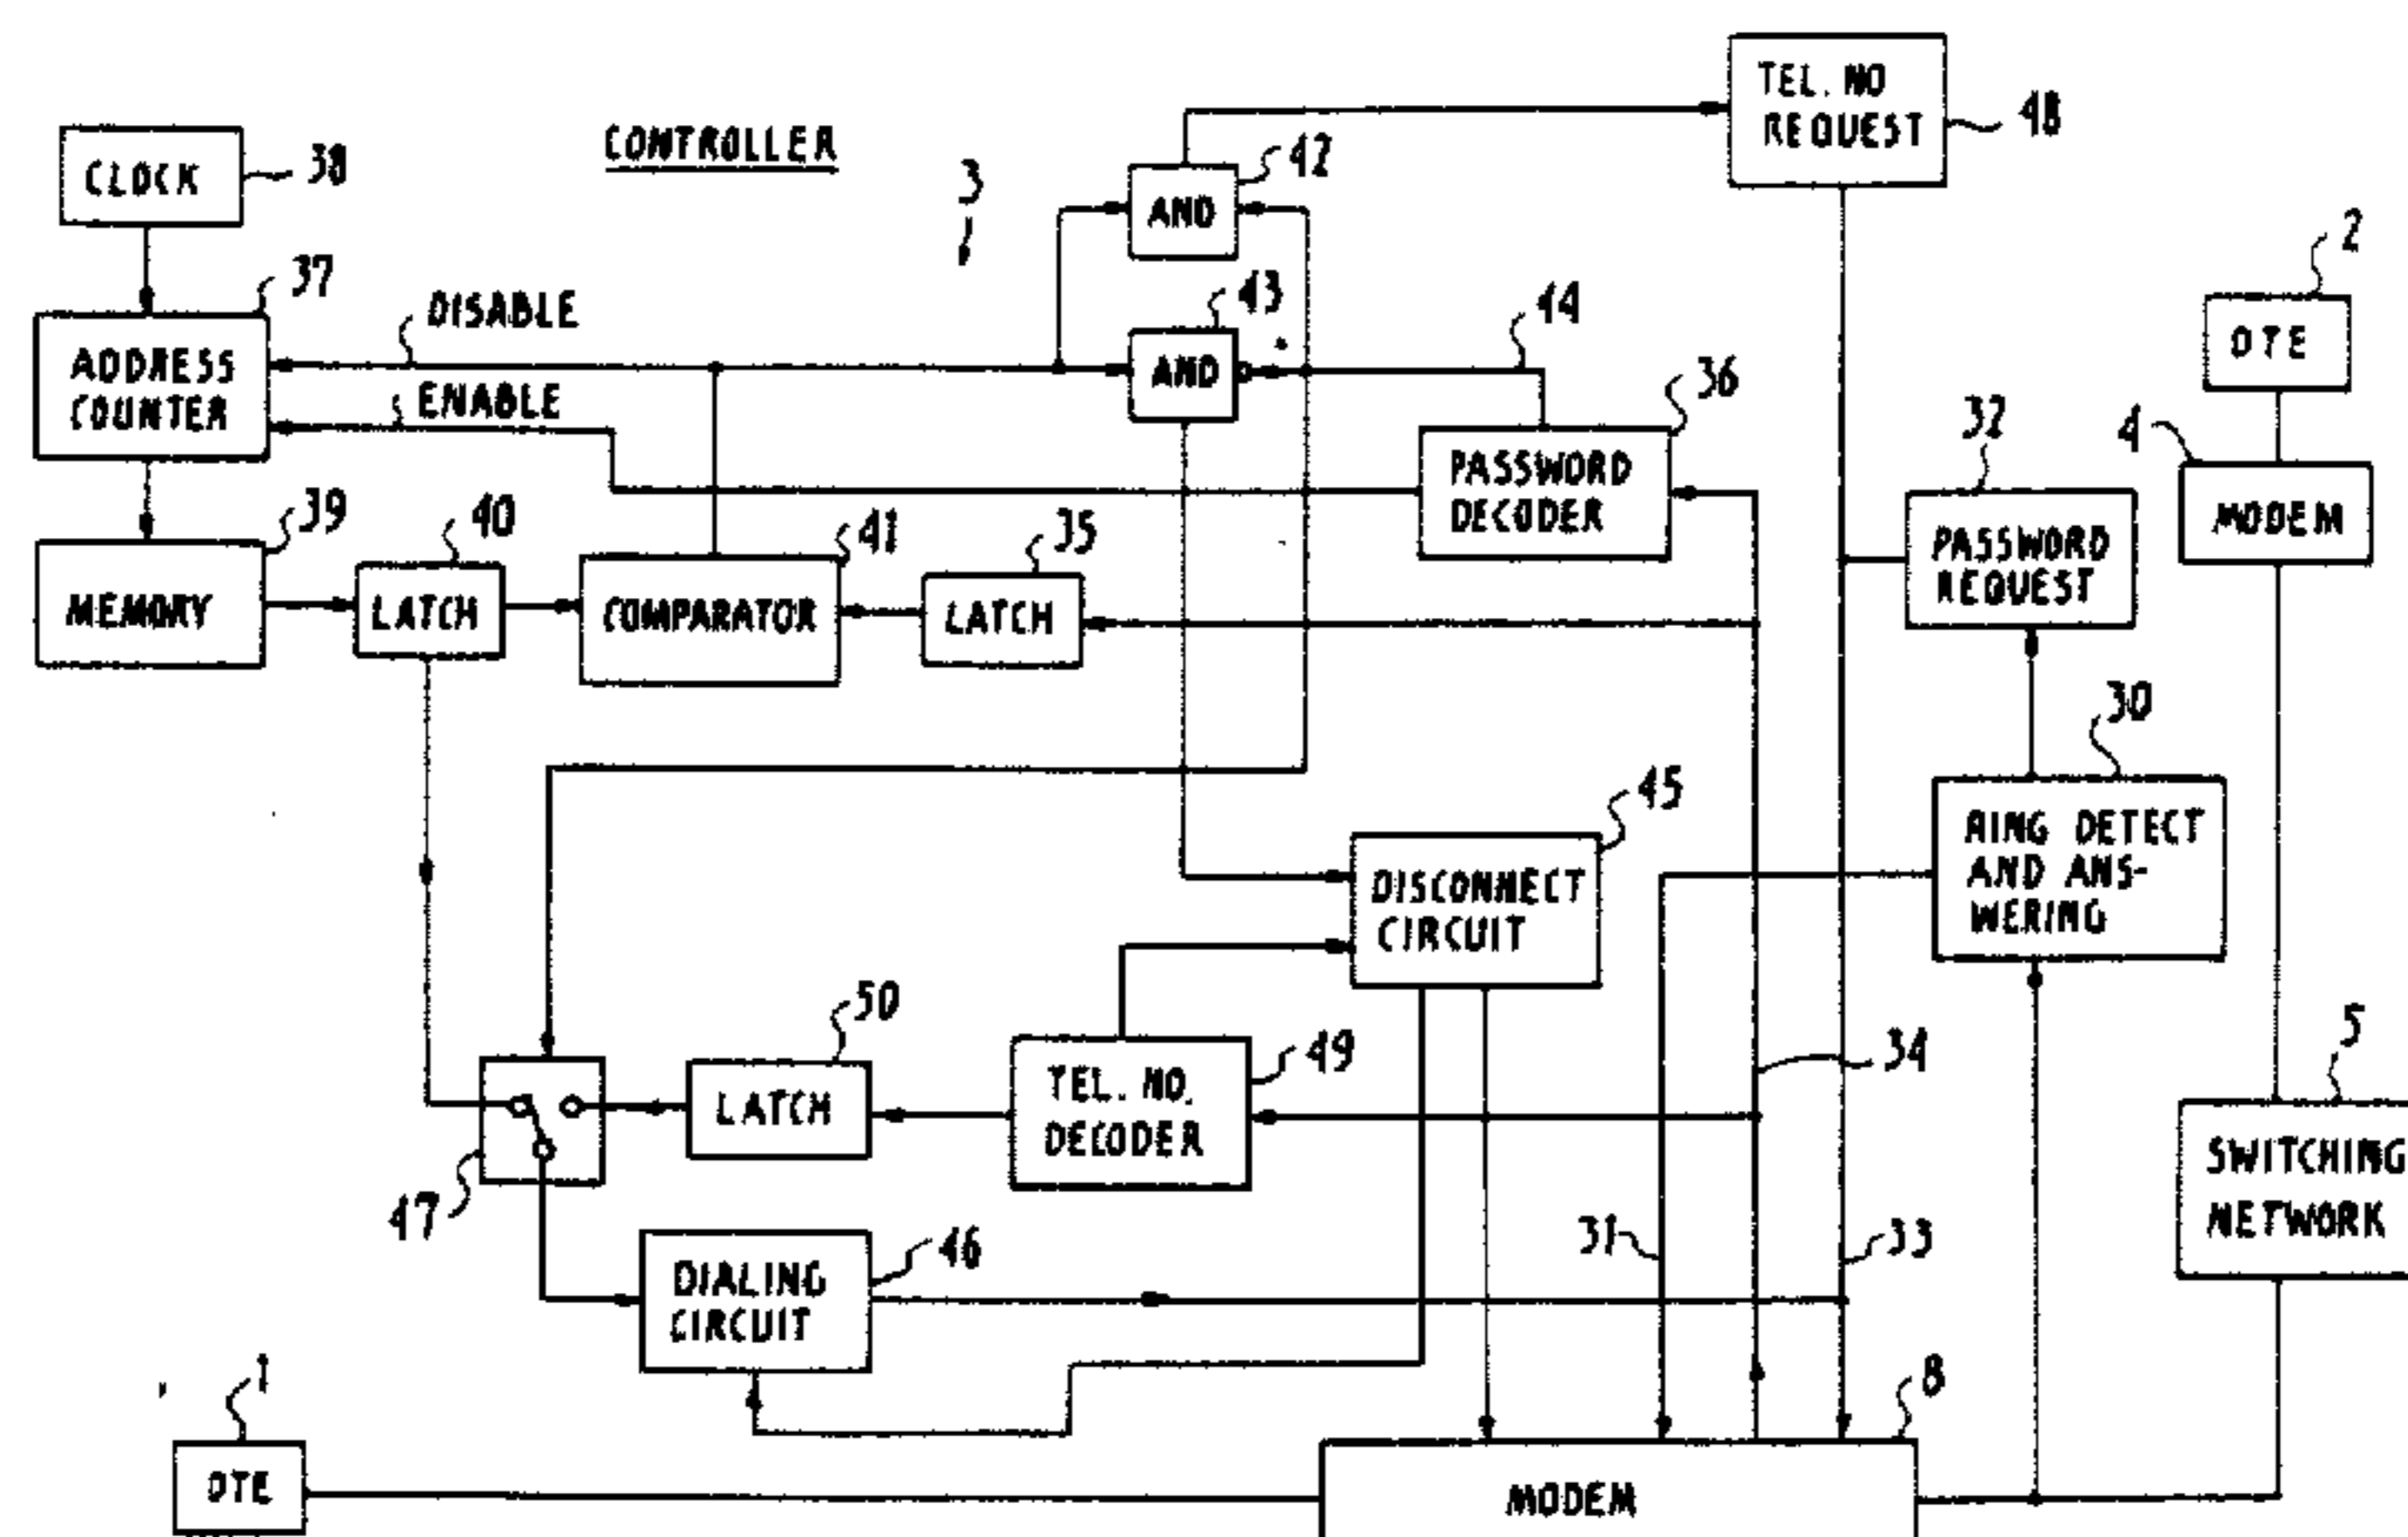 CONTROLLER
3
CLOCK
38
TEL. NO
REQUEST
48
AND
42
DISABLE
37
ADDRESS
COUNTER
ENABLE
AND
43
44
PASSWORD
DECODER
36
2
DTE
4
MODEM
32
PASSWORD
REQUEST
MEMORY
39
LATCH
40
COMPARATOR
41
LATCH
35
30
RING DETECT
AND ANS-
WERING
DISCONNECT
CIRCUIT
45
47
LATCH
50
TEL. NO.
DECODER
49
34
5
SWITCHING
NETWORK
DIALING
CIRCUIT
46
31
33
1
DTE
8
MODEM